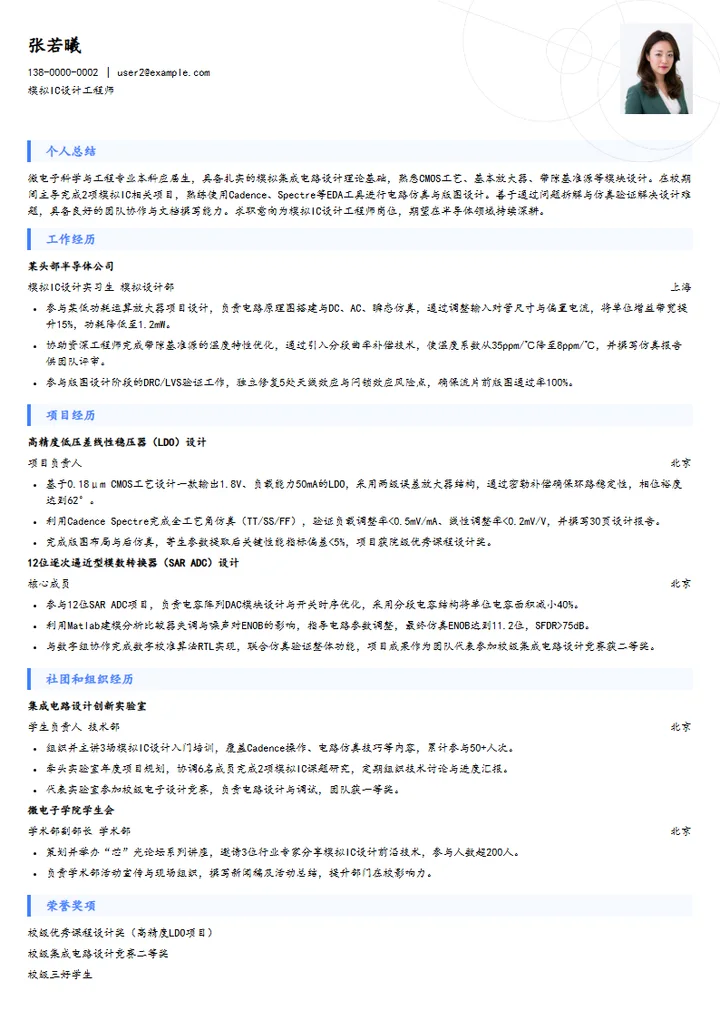 张若曦
138-0000-0002 | user2@example.com
模拟IC设计工程师
个人总结
微电子科学与工程专业本科应届生，具备扎实的模拟集成电路设计理论基础，熟悉CMOS工艺、基本放大器、带隙基准源等模块设计。在校期
间主导完成2项模拟IC相关项目，熟练使用Cadence、Spectre等EDA工具进行电路仿真与版图设计。善于通过问题拆解与仿真验证解决设计难
题，具备良好的团队协作与文档撰写能力。求职意向为模拟IC设计工程师岗位，期望在半导体领域持续深耕。
工作经历
某头部半导体公司
模拟IC设计实习生 模拟设计部 上海
• 参与某低功耗运算放大器项目设计，负责电路原理图搭建与DC、AC、瞬态仿真，通过调整输入对管尺寸与偏置电流，将单位增益带宽提
升15%，功耗降低至1.2mW。
• 协助资深工程师完成带隙基准源的温度特性优化，通过引入分段曲率补偿技术，使温度系数从35ppm/℃降至8ppm/℃，并撰写仿真报告
供团队评审。
• 参与版图设计阶段的DRC/LVS验证工作，独立修复5处天线效应与闩锁效应风险点，确保流片前版图通过率100%。
项目经历
高精度低压差线性稳压器（LDO）设计
项目负责人 北京
• 基于0.18μm CMOS工艺设计一款输出1.8V、负载能力50mA的LDO，采用两级误差放大器结构，通过密勒补偿确保环路稳定性，相位裕度
达到62°。
• 利用Cadence Spectre完成全工艺角仿真（TT/SS/FF），验证负载调整率<0.5mV/mA、线性调整率<0.2mV/V，并撰写30页设计报告。
• 完成版图布局与后仿真，寄生参数提取后关键性能指标偏差<5%，项目获院级优秀课程设计奖。
12位逐次逼近型模数转换器（SAR ADC）设计
核心成员 北京
• 参与12位SAR ADC项目，负责电容阵列DAC模块设计与开关时序优化，采用分段电容结构将单位电容面积减小40%。
• 利用Matlab建模分析比较器失调与噪声对ENOB的影响，指导电路参数调整，最终仿真ENOB达到11.2位，SFDR>75dB。
• 与数字组协作完成数字校准算法RTL实现，联合仿真验证整体功能，项目成果作为团队代表参加校级集成电路设计竞赛获二等奖。
社团和组织经历
集成电路设计创新实验室
学生负责人 技术部 北京
• 组织并主讲3场模拟IC设计入门培训，覆盖Cadence操作、电路仿真技巧等内容，累计参与50+人次。
• 牵头实验室年度项目规划，协调6名成员完成2项模拟IC课题研究，定期组织技术讨论与进度汇报。
• 代表实验室参加校级电子设计竞赛，负责电路设计与调试，团队获一等奖。
微电子学院学生会
学术部副部长 学术部 北京
• 策划并举办“芯”光论坛系列讲座，邀请3位行业专家分享模拟IC设计前沿技术，参与人数超200人。
• 负责学术部活动宣传与现场组织，撰写新闻稿及活动总结，提升部门在校影响力。
荣誉奖项
校级优秀课程设计奖（高精度LDO项目）
校级集成电路设计竞赛二等奖
校级三好学生